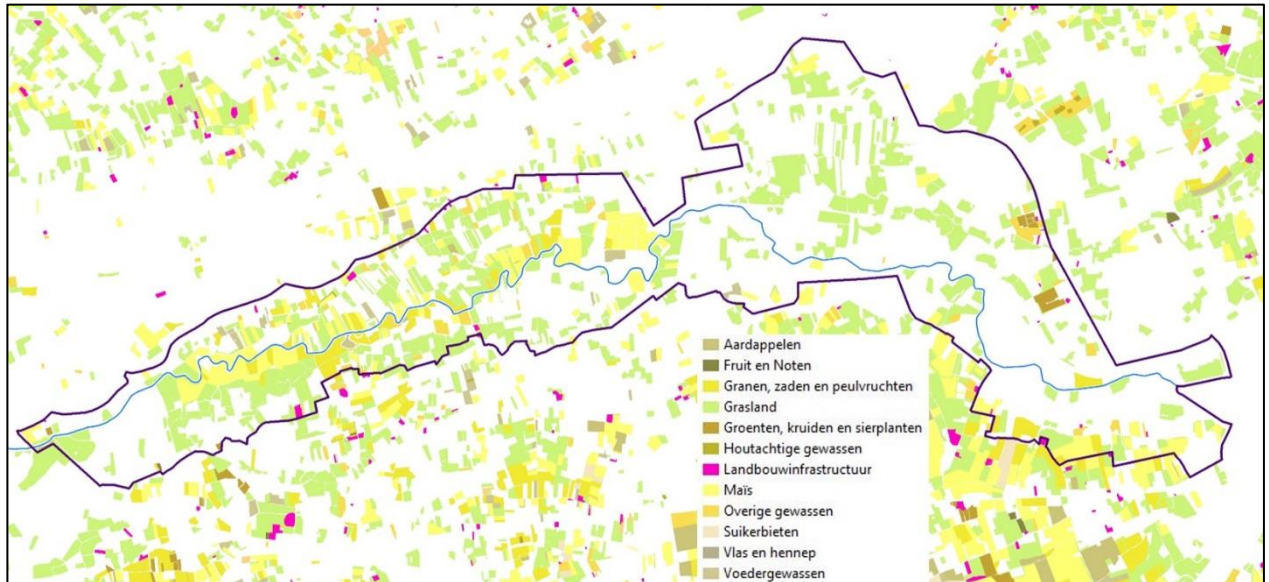 Aardappelen
Fruit en Noten
Granen, zaden en peulvruchten
Grasland
Groenten, kruiden en sierplanten
Houtachtige gewassen
Landbouwinfrastructuur
Maïs
Overige gewassen
Suikerbieten
Vlas en hennep
Voedergewassen